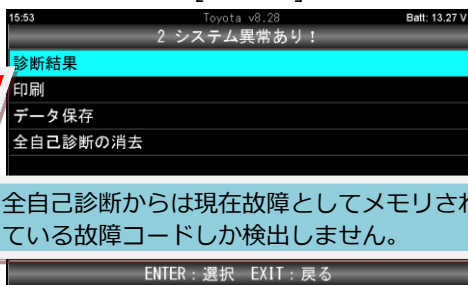 15:53 Toyota v8.28 Batt: 13.27 V
2 システム異常あり！
診断結果
印刷
データ保存
全自己診断の消去
全自己診断からは現在故障としてメモリされ
ている故障コードしか検出しません。
ENTER：選択 EXIT：戻る